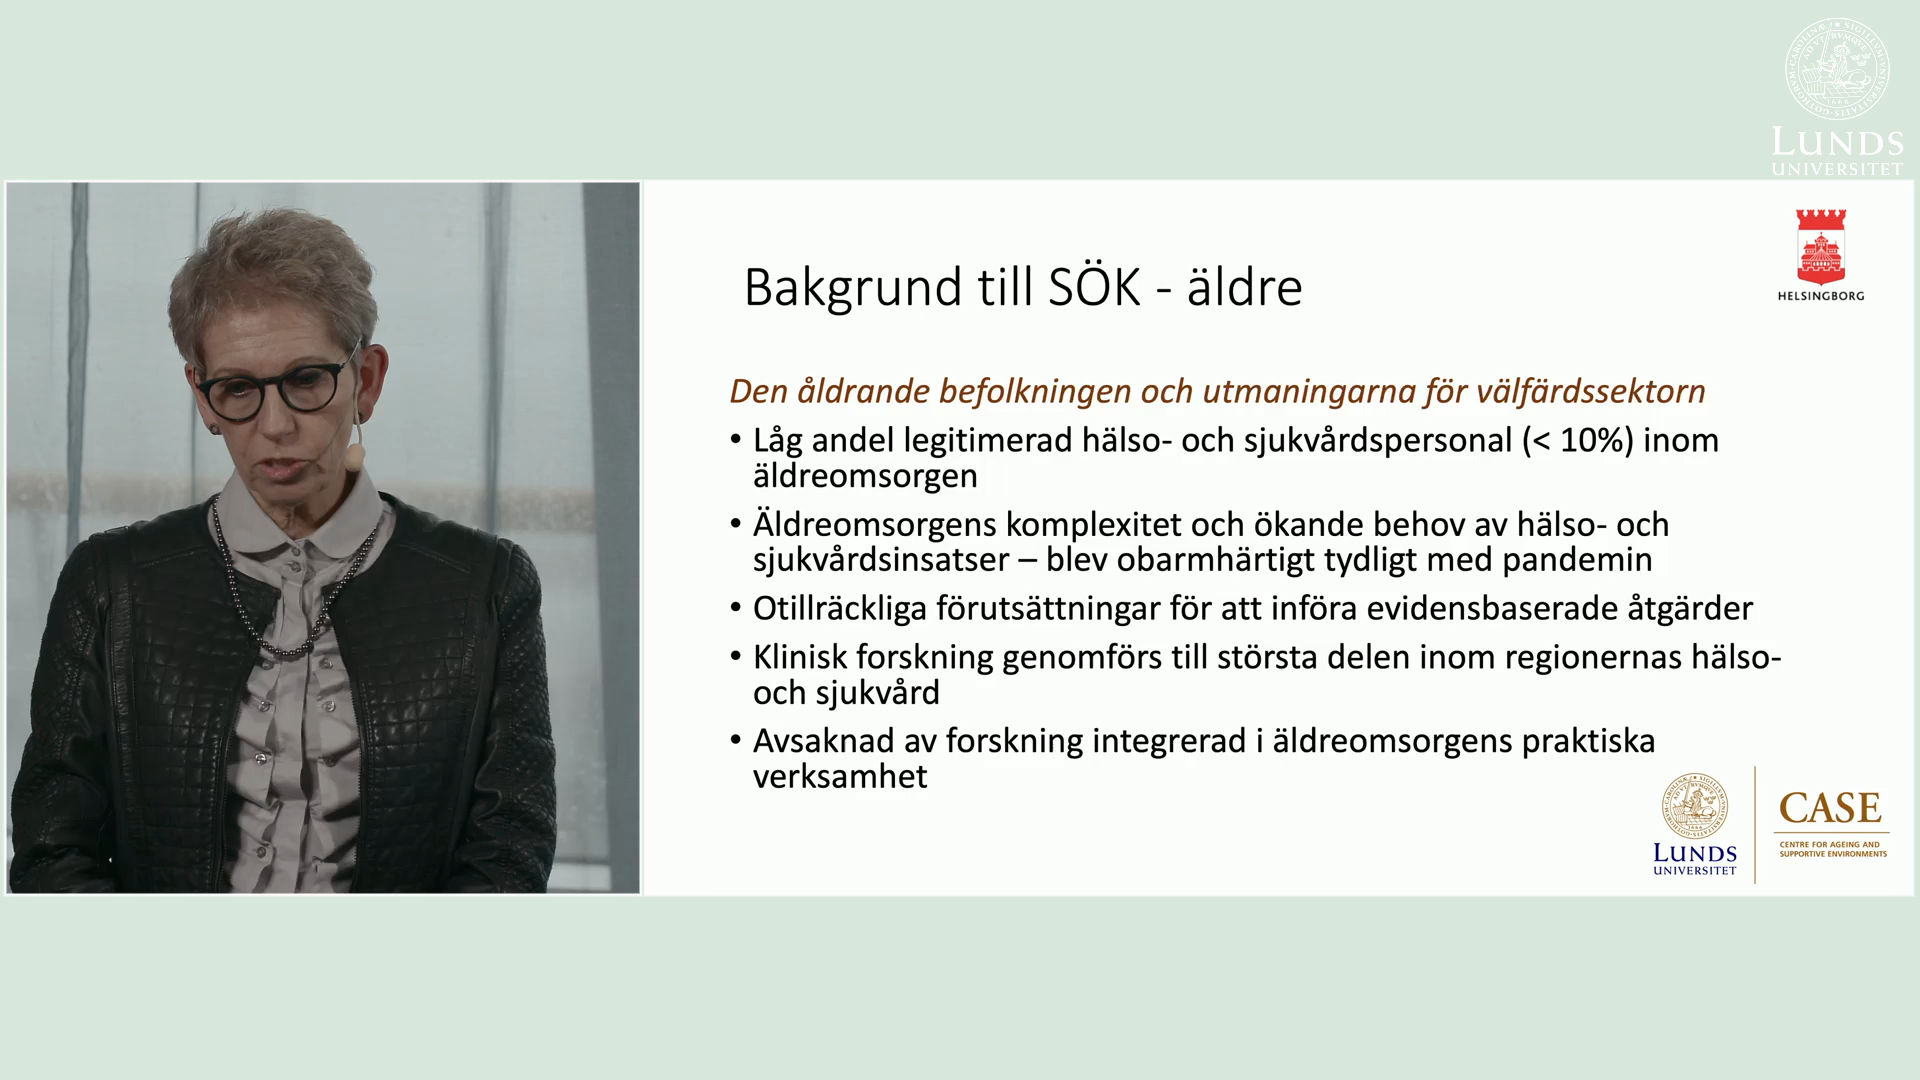 LUNDS
UNIVERSITET
HELSINGBORG
Bakgrund till SÖK - äldre
Den åldrande befolkningen och utmaningarna för välfärdssektorn
• Låg andel legitimerad hälso- och sjukvårdspersonal (< 10%) inom
äldreomsorgen
• Äldreomsorgens komplexitet och ökande behov av hälso- och
sjukvårdsinsatser – blev obarmhärtigt tydligt med pandemin
• Otillräckliga förutsättningar för att införa evidensbaserade åtgärder
• Klinisk forskning genomförs till största delen inom regionernas hälso-
och sjukvård
• Avsaknad av forskning integrerad i äldreomsorgens praktiska
verksamhet
LUNDS
UNIVERSITET
CASE
CENTRE FOR AGEING AND
SUPPORTIVE ENVIRONMENTS